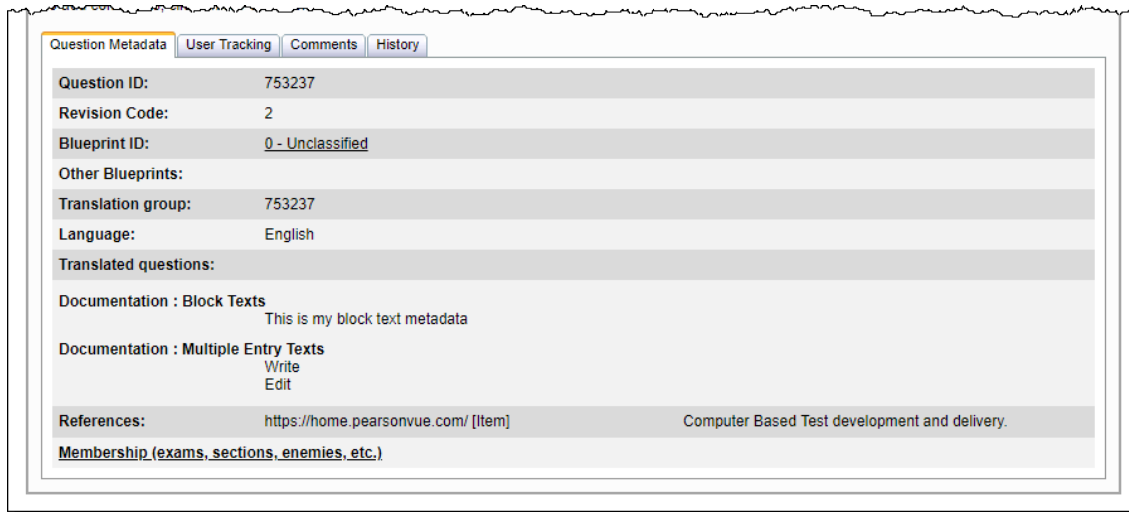 Question Metadata User Tracking Comments History
Question ID: 753237
Revision Code: 2
Blueprint ID: 0 - Unclassified
Other Blueprints:
Translation group: 753237
Language: English
Translated questions:
Documentation : Block Texts
This is my block text metadata
Documentation : Multiple Entry Texts
Write
Edit
References: https://home.pearsonvue.com/ [Item] Computer Based Test development and delivery.
Membership (exams, sections, enemies, etc.)